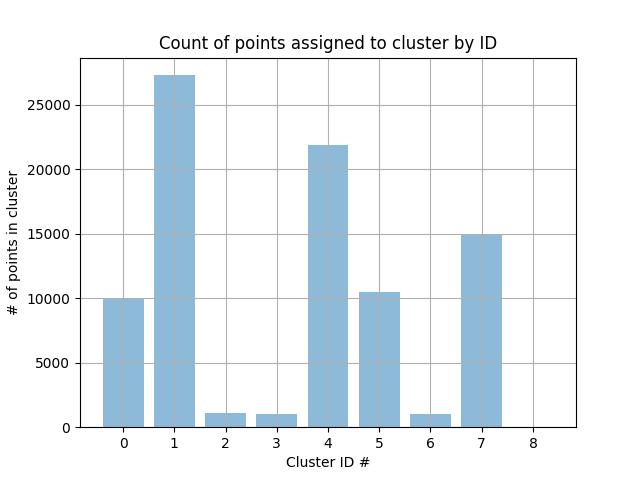 Count of points assigned to cluster by ID
# of points in cluster
25000
20000
15000
10000
5000
0
0 1 2 3 4 5 6 7 8
Cluster ID #